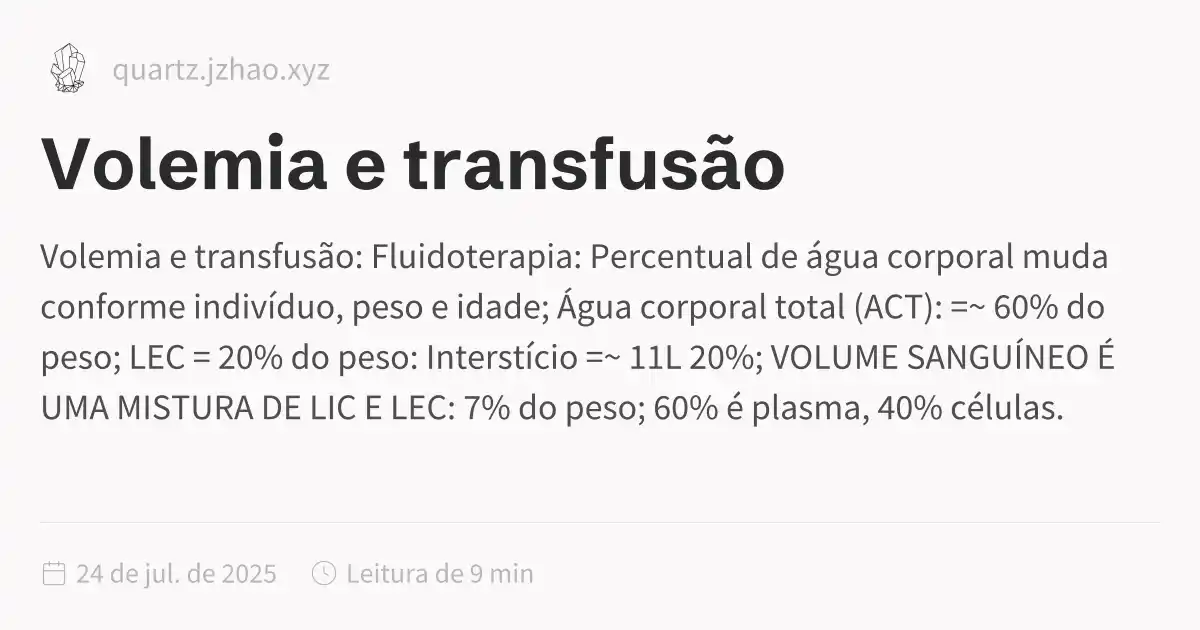 quartz.jzhao.xyz
Volemia e transfusão
Volemia e transfusão: Fluidoterapia: Percentual de água corporal muda
conforme indivíduo, peso e idade; Água corporal total (ACT): =~ 60% do
peso; LEC = 20% do peso: Interstício =~ 11L 20%; VOLUME SANGUÍNEO É
UMA MISTURA DE LIC E LEC: 7% do peso; 60% é plasma, 40% células.
24 de jul. de 2025
Leitura de 9 min